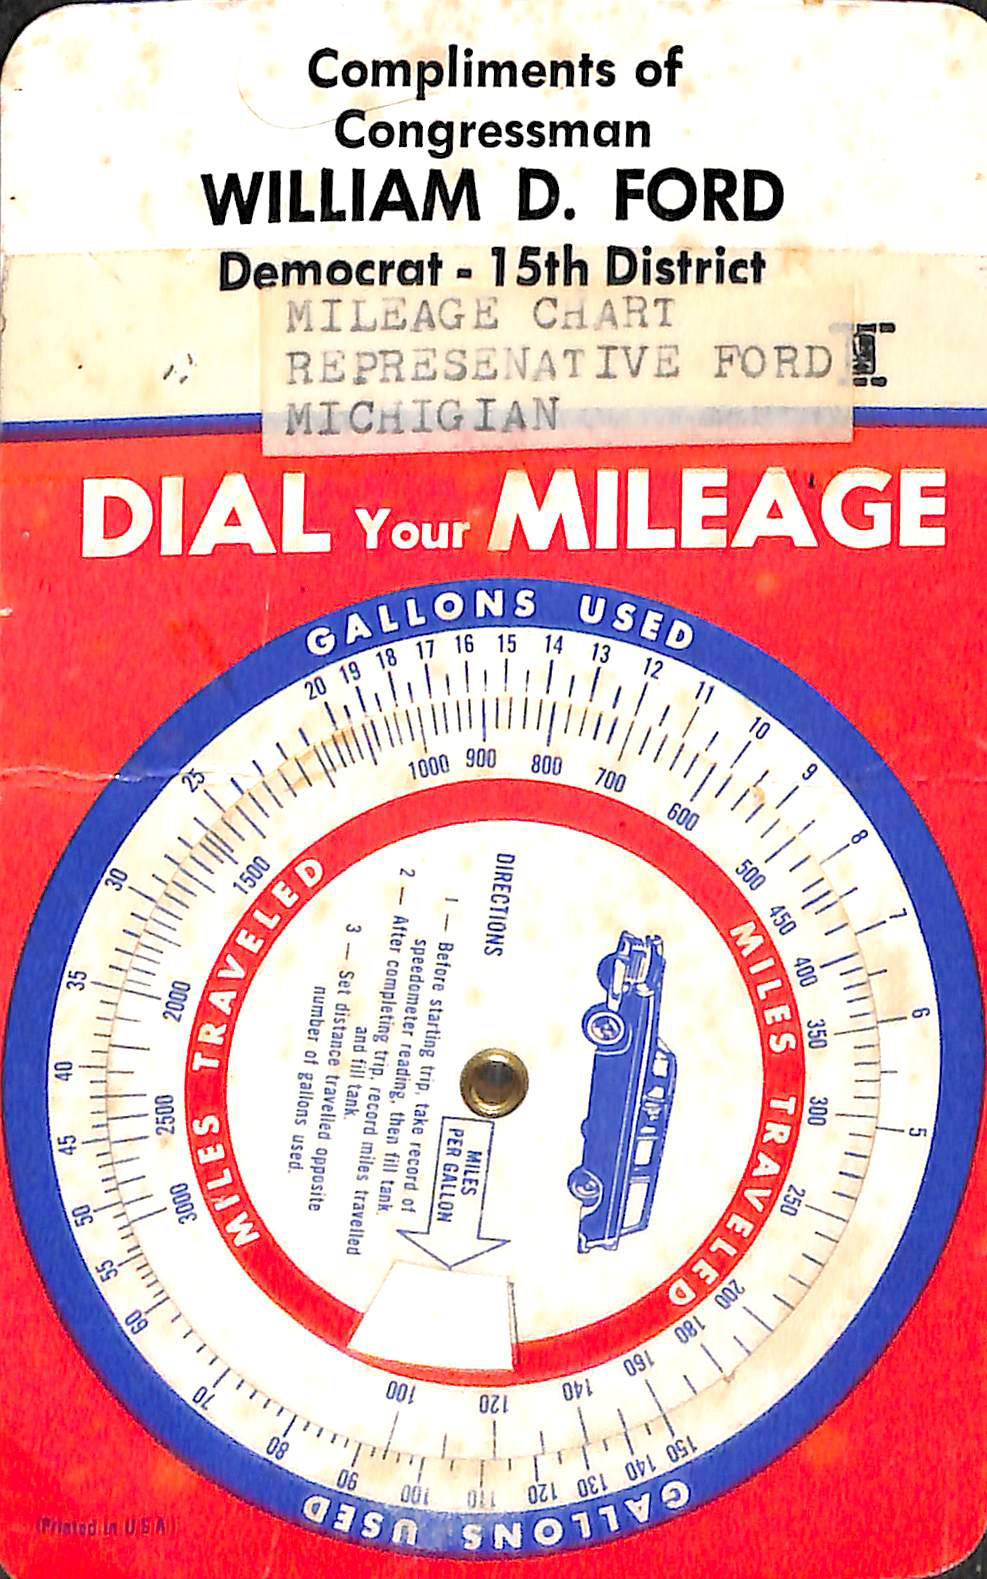 Compliments of
Congressman
WILLIAM D. FORD
Democrat - 15th District
MILEAGE CHART
REPRESENATIVE FORD
MICHIGIAN
DIAL Your MILEAGE
GALLONS USED
20 19 18 17 16 15 14 13 12 11 10 9 8 7 6 5
25 30 35 40 45 50 55 60 70 80 90 100 110 120 130 140 150
1000 900 800 700 600 500 450 400 350 300 250 200 180 160 140 120 100
1500 2000 2500 3000
MILES TRAVELED
MILES TRAVELED
DIRECTIONS
1 — Before starting trip, take record of
speedometer reading, then fill tank.
2 — After completing trip, record miles travelled
and fill tank.
3 — Set distance travelled opposite
number of gallons used.
MILES
PER GALLON
GALLONS USED
(Printed in U S A)